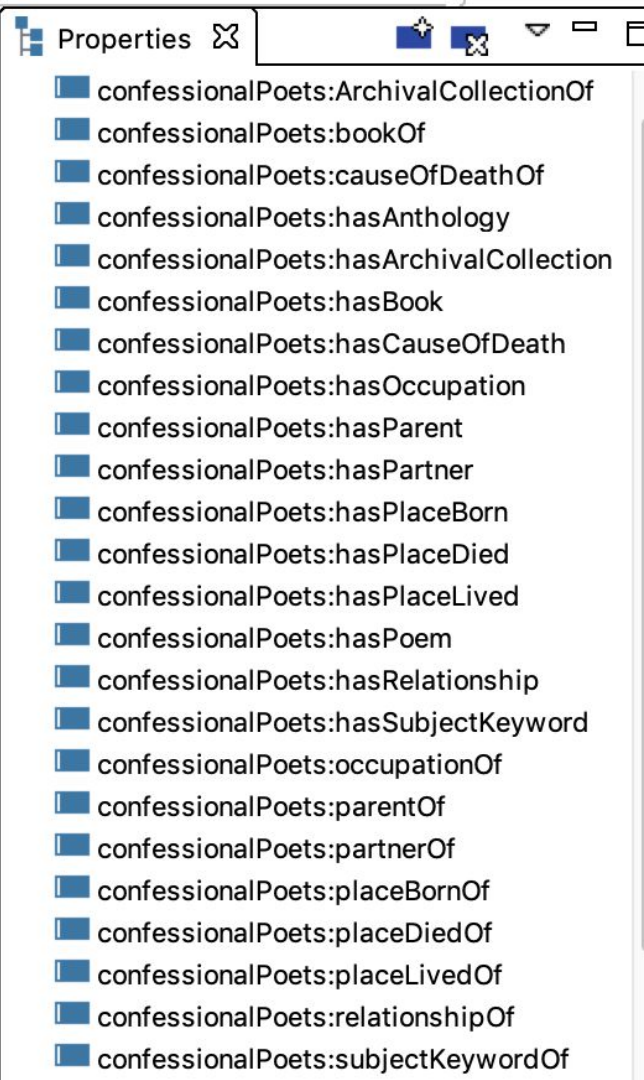 Properties
confessionalPoets:ArchivalCollectionOf
confessionalPoets:bookOf
confessionalPoets:causeOfDeathOf
confessionalPoets:hasAnthology
confessionalPoets:hasArchivalCollection
confessionalPoets:hasBook
confessionalPoets:hasCauseOfDeath
confessionalPoets:hasOccupation
confessionalPoets:hasParent
confessionalPoets:hasPartner
confessionalPoets:hasPlaceBorn
confessionalPoets:hasPlaceDied
confessionalPoets:hasPlaceLived
confessionalPoets:hasPoem
confessionalPoets:hasRelationship
confessionalPoets:hasSubjectKeyword
confessionalPoets:occupationOf
confessionalPoets:parentOf
confessionalPoets:partnerOf
confessionalPoets:placeBornOf
confessionalPoets:placeDiedOf
confessionalPoets:placeLivedOf
confessionalPoets:relationshipOf
confessionalPoets:subjectKeywordOf